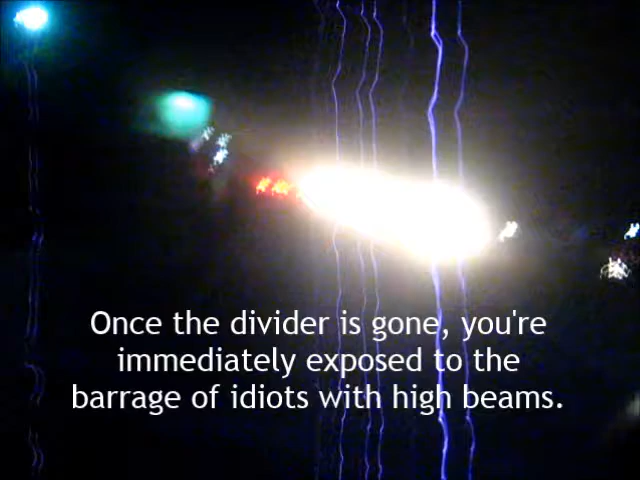 Once the divider is gone, you're
immediately exposed to the
barrage of idiots with high beams.